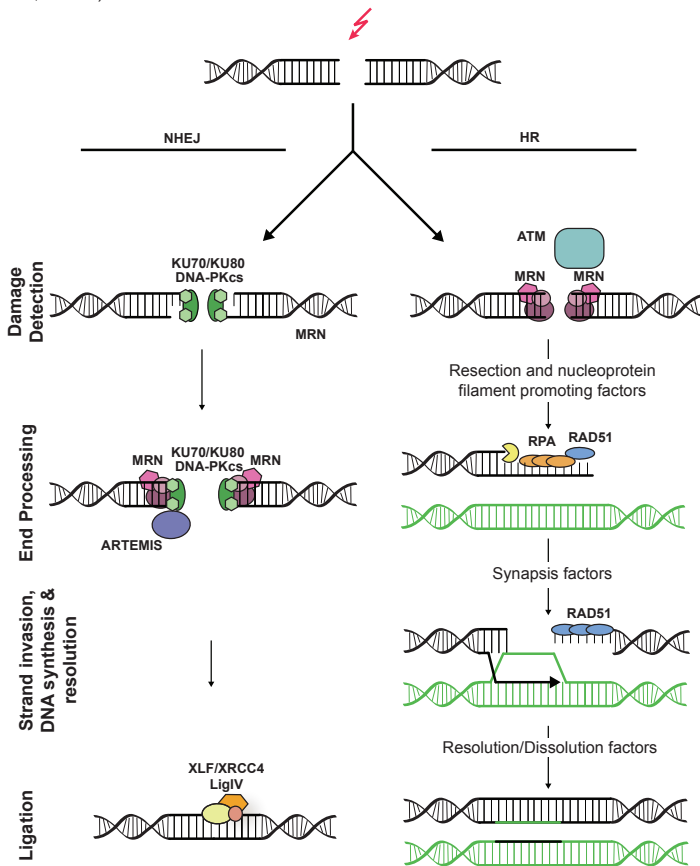 NHEJ
HR
Damage
Detection
KU70/KU80
DNA-PKcs
MRN
ATM
MRN
MRN
Resection and nucleoprotein
filament promoting factors
End Processing
MRN
KU70/KU80
DNA-PKcs
MRN
ARTEMIS
RPA
RAD51
Synapsis factors
Strand invasion,
DNA synthesis &
resolution
RAD51
Resolution/Dissolution factors
Ligation
XLF/XRCC4
LigIV